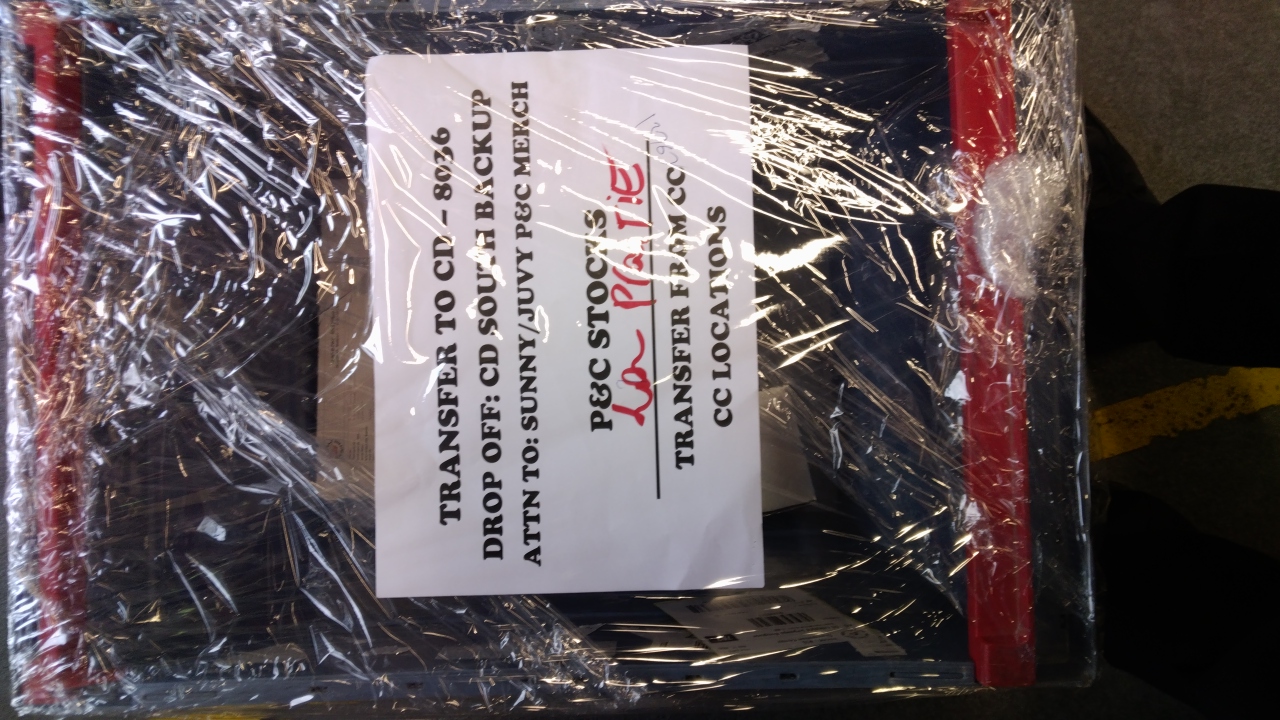 TRANSFER TO CD – 8036
DROP OFF: CD SOUTH BACKUP
ATTN TO: SUNNY/JUVY P&C MERCH
P&C STOCKS
La PlatiE
TRANSFER FROM CC
CC LOCATIONS